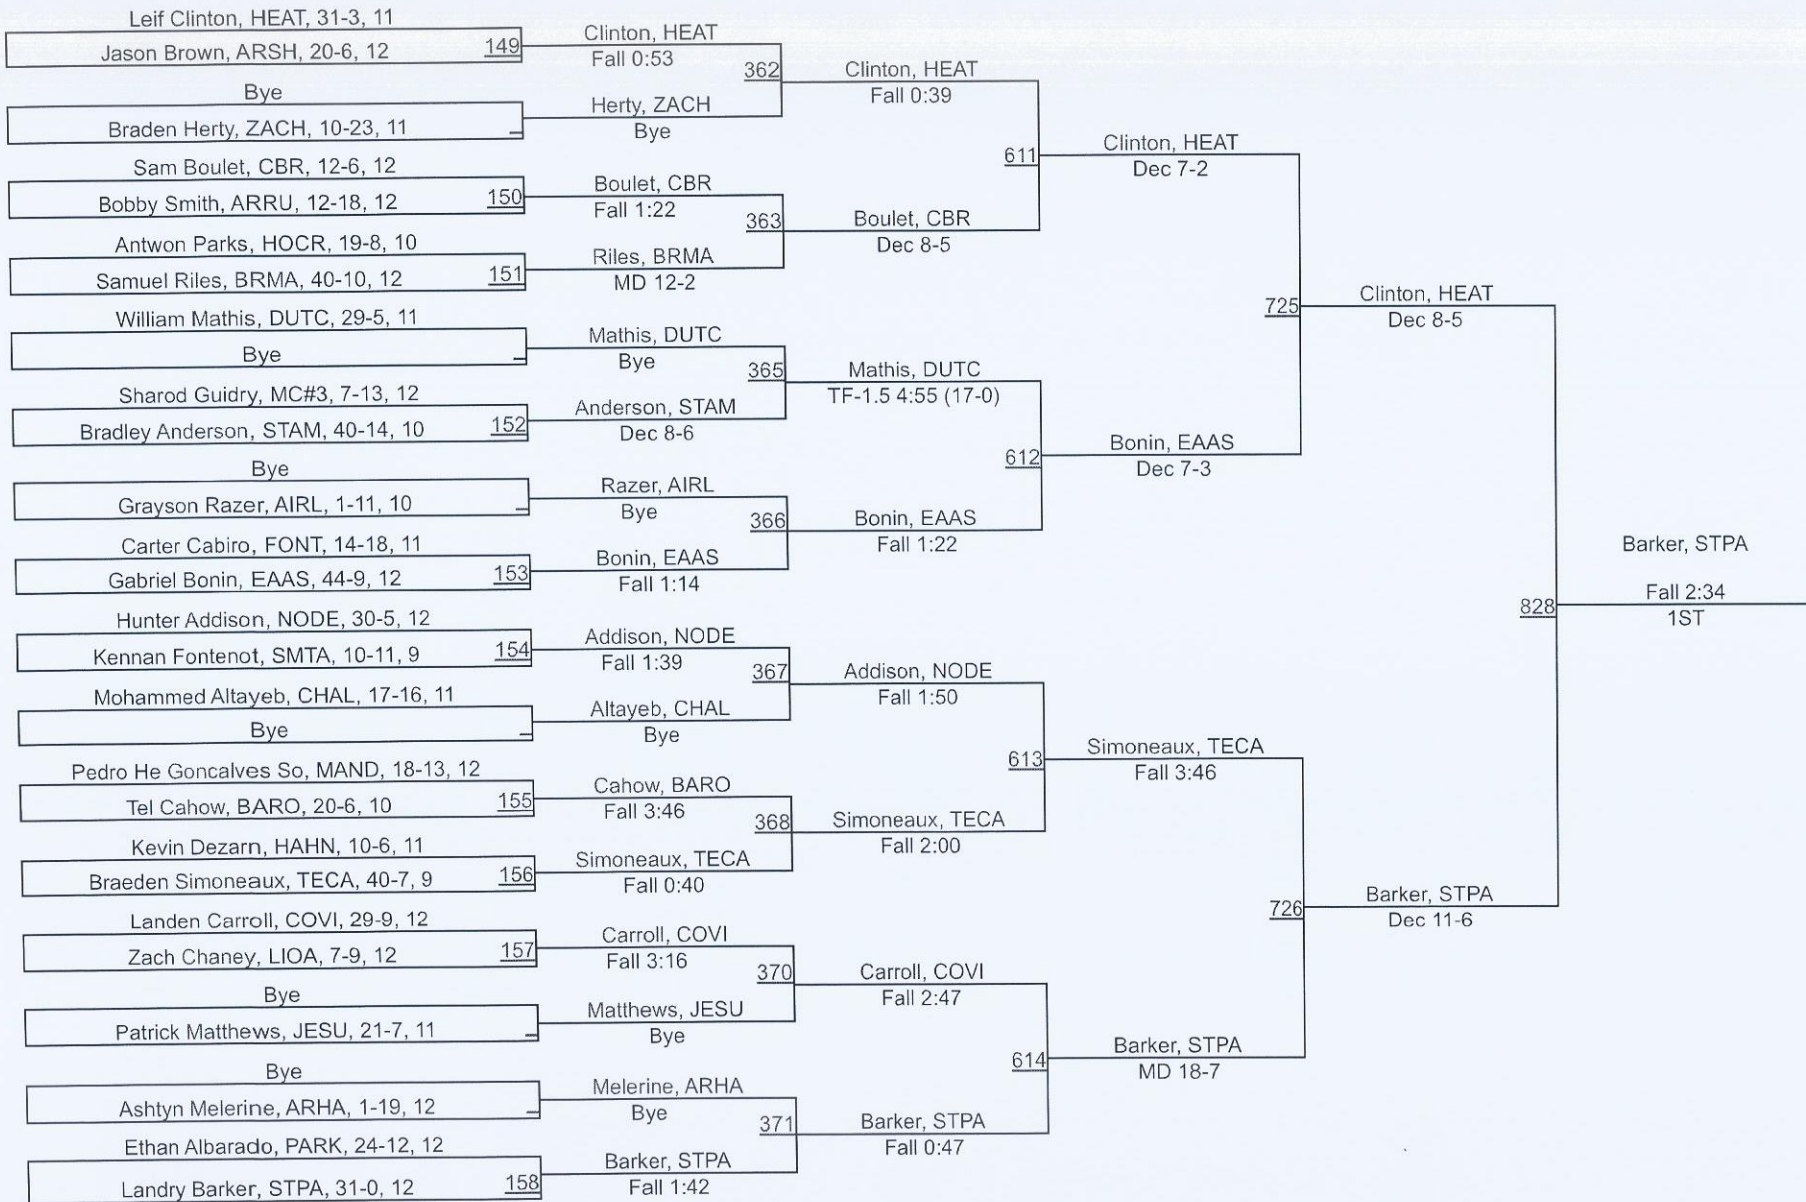 Leif Clinton, HEAT, 31-3, 11
Jason Brown, ARSH, 20-6, 12
149
Bye
Braden Herty, ZACH, 10-23, 11
Sam Boulet, CBR, 12-6, 12
Bobby Smith, ARRU, 12-18, 12
150
Antwon Parks, HOCR, 19-8, 10
Samuel Riles, BRMA, 40-10, 12
151
William Mathis, DUTC, 29-5, 11
Bye
Sharod Guidry, MC#3, 7-13, 12
Bradley Anderson, STAM, 40-14, 10
152
Bye
Grayson Razer, AIRL, 1-11, 10
Carter Cabiro, FONT, 14-18, 11
Gabriel Bonin, EAAS, 44-9, 12
153
Hunter Addison, NODE, 30-5, 12
Kennan Fontenot, SMTA, 10-11, 9
154
Mohammed Altayeb, CHAL, 17-16, 11
Bye
Pedro He Goncalves So, MAND, 18-13, 12
Tel Cahow, BARO, 20-6, 10
155
Kevin Dezarn, HAHN, 10-6, 11
Braeden Simoneaux, TECA, 40-7, 9
156
Landen Carroll, COVI, 29-9, 12
Zach Chaney, LIOA, 7-9, 12
157
Bye
Patrick Matthews, JESU, 21-7, 11
Bye
Ashtyn Melerine, ARHA, 1-19, 12
Ethan Albarado, PARK, 24-12, 12
Landry Barker, STPA, 31-0, 12
158
Clinton, HEAT
Fall 0:53
362
Herty, ZACH
Bye
Boulet, CBR
Fall 1:22
363
Riles, BRMA
MD 12-2
Mathis, DUTC
Bye
365
Anderson, STAM
Dec 8-6
Razer, AIRL
Bye
366
Bonin, EAAS
Fall 1:14
Addison, NODE
Fall 1:39
367
Altayeb, CHAL
Bye
Cahow, BARO
Fall 3:46
368
Simoneaux, TECA
Fall 0:40
Carroll, COVI
Fall 3:16
370
Matthews, JESU
Bye
Melerine, ARHA
Bye
371
Barker, STPA
Fall 1:42
Clinton, HEAT
Fall 0:39
611
Boulet, CBR
Dec 8-5
Mathis, DUTC
TF-1.5 4:55 (17-0)
612
Bonin, EAAS
Fall 1:22
Addison, NODE
Fall 1:50
613
Simoneaux, TECA
Fall 2:00
Carroll, COVI
Fall 2:47
614
Barker, STPA
Fall 0:47
Clinton, HEAT
Dec 7-2
725
Bonin, EAAS
Dec 7-3
Simoneaux, TECA
Fall 3:46
726
Barker, STPA
MD 18-7
Clinton, HEAT
Dec 8-5
828
Barker, STPA
Dec 11-6
Barker, STPA
Fall 2:34
1ST